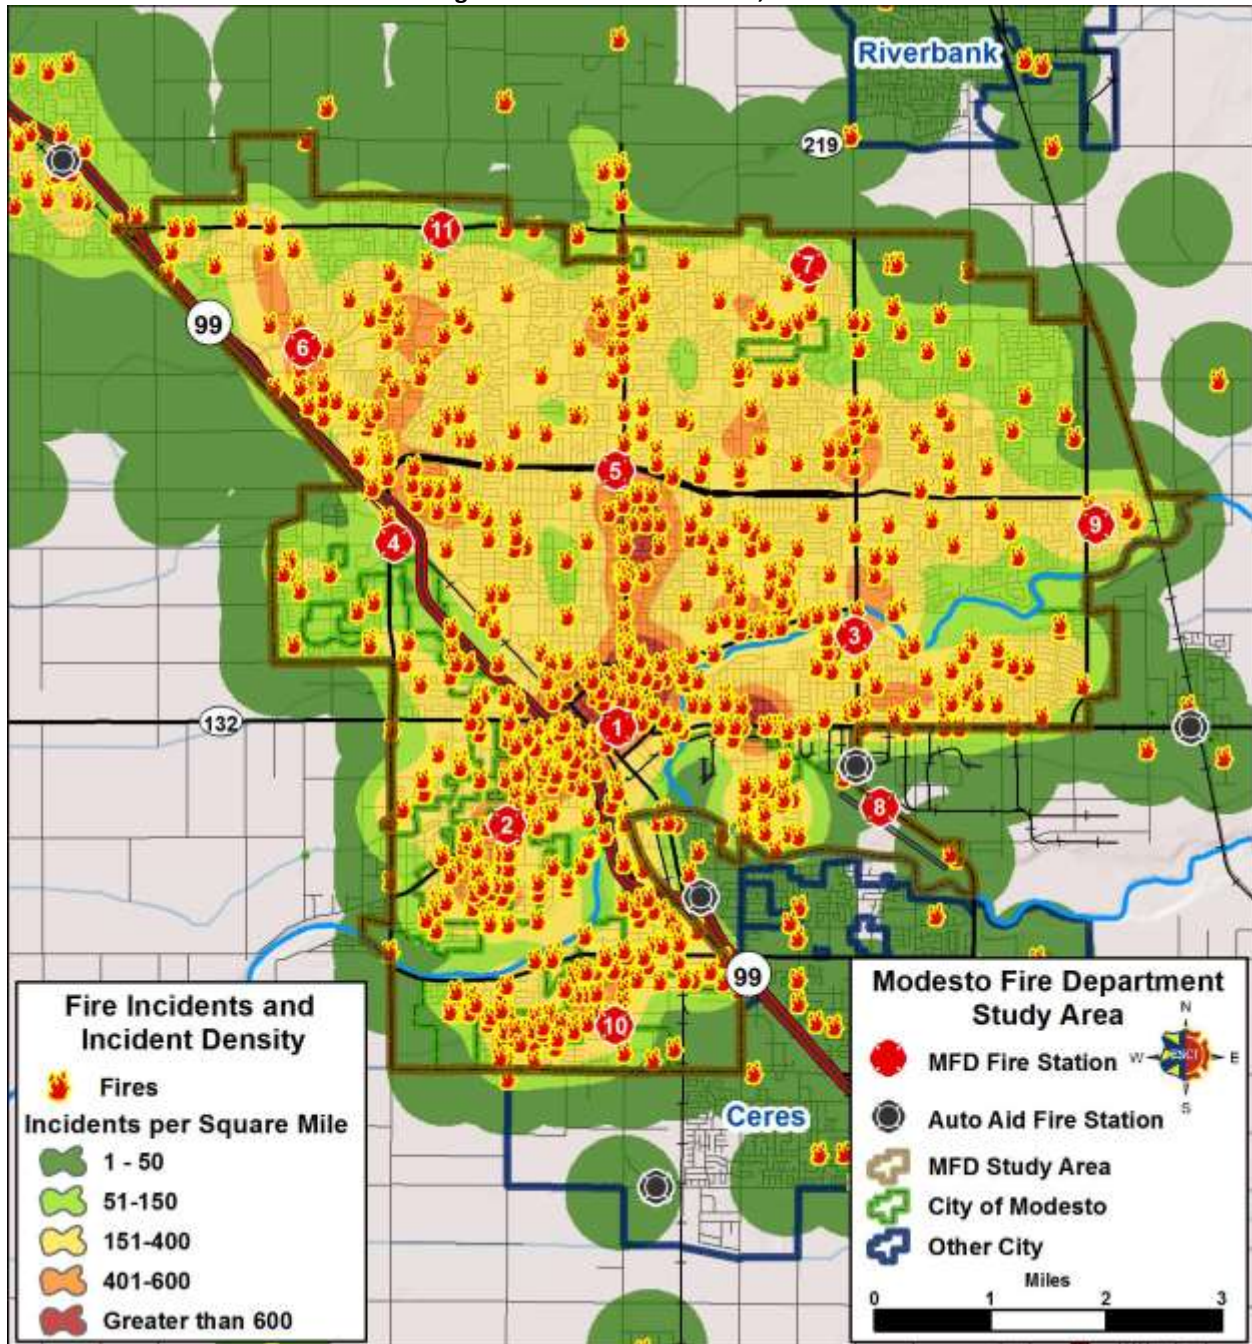 Riverbank
219
11
7
99
6
5
9
4
3
132
1
8
2
99
10
Ceres
Fire Incidents and
Incident Density
Fires
Incidents per Square Mile
1 - 50
51-150
151-400
401-600
Greater than 600
Modesto Fire Department
Study Area
N
W
E
S
ESCI
MFD Fire Station
Auto Aid Fire Station
MFD Study Area
City of Modesto
Other City
Miles
0 1 2 3